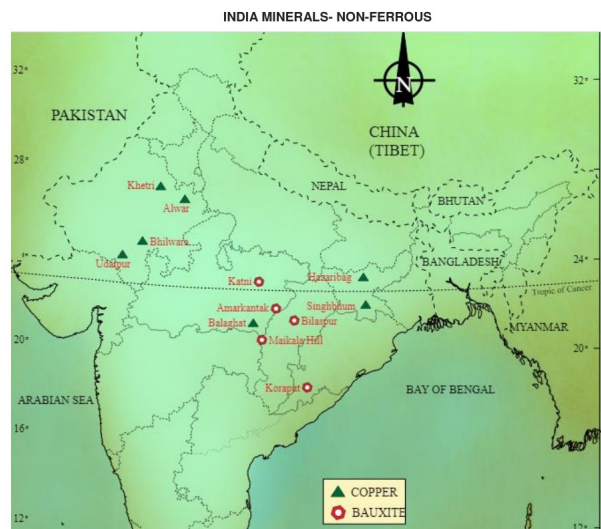 INDIA MINERALS- NON-FERROUS
32°
32°
PAKISTAN
N
CHINA
(TIBET)
28°
28°
Khetri
Alwar
NEPAL
BHUTAN
Bhilwara
Udaipur
24°
24°
BANGLADESH
Katni
Hazaribag
Tropic of Cancer
Amarkantak
Singhbhum
Bilaspur
Balaghat
MYANMAR
Maikala Hill
20°
20°
Koraput
ARABIAN SEA
BAY OF BENGAL
16°
16°
COPPER
BAUXITE
12°
12°